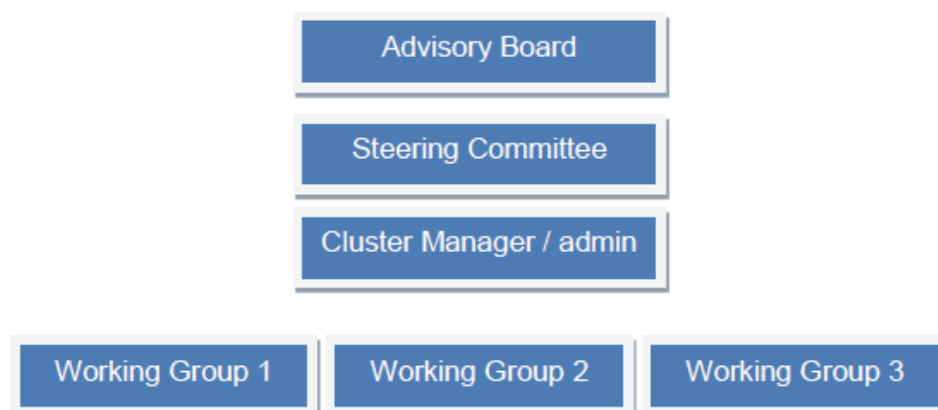 Advisory Board
Steering Committee
Cluster Manager / admin
Working Group 1
Working Group 2
Working Group 3